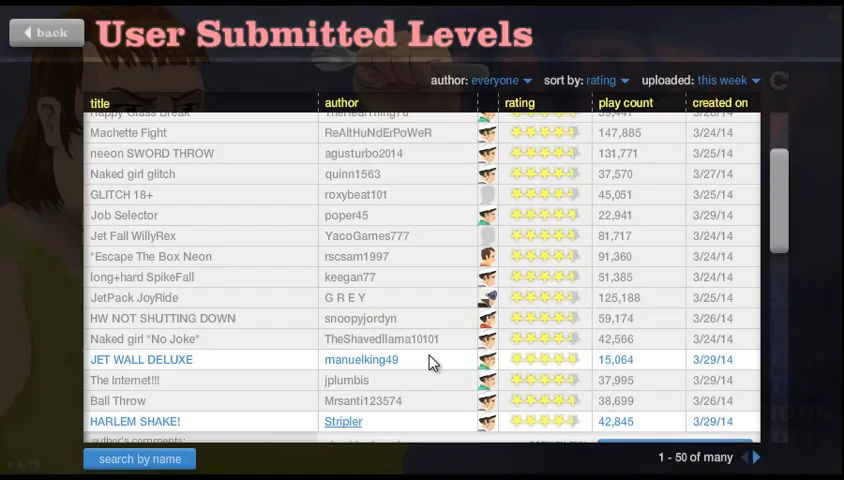 back
User Submitted Levels
author: everyone sort by: rating uploaded: this week
title author rating play count created on
Happy Glass Break
Machette Fight ReAltHuNdErPoWeR 147,885 3/24/14
neeon SWORD THROW agusturbo2014 131,771 3/25/14
Naked girl glitch quinn1563 37,570 3/27/14
GLITCH 18+ roxybeat101 45,051 3/25/14
Job Selector poper45 22,941 3/29/14
Jet Fall WillyRex YacoGames777 81,717 3/24/14
*Escape The Box Neon rscsam1997 91,360 3/24/14
long+hard SpikeFall keegan77 51,385 3/24/14
JetPack JoyRide G R E Y 125,188 3/25/14
HW NOT SHUTTING DOWN snoopyjordyn 59,174 3/26/14
Naked girl *No Joke* TheShavedllama10101 42,566 3/24/14
JET WALL DELUXE manuelking49 15,064 3/29/14
The Internet!!! jplumbis 37,995 3/29/14
Ball Throw Mrsanti123574 38,699 3/26/14
HARLEM SHAKE! Stripler 42,845 3/29/14
author's comments:
search by name 1 - 50 of many